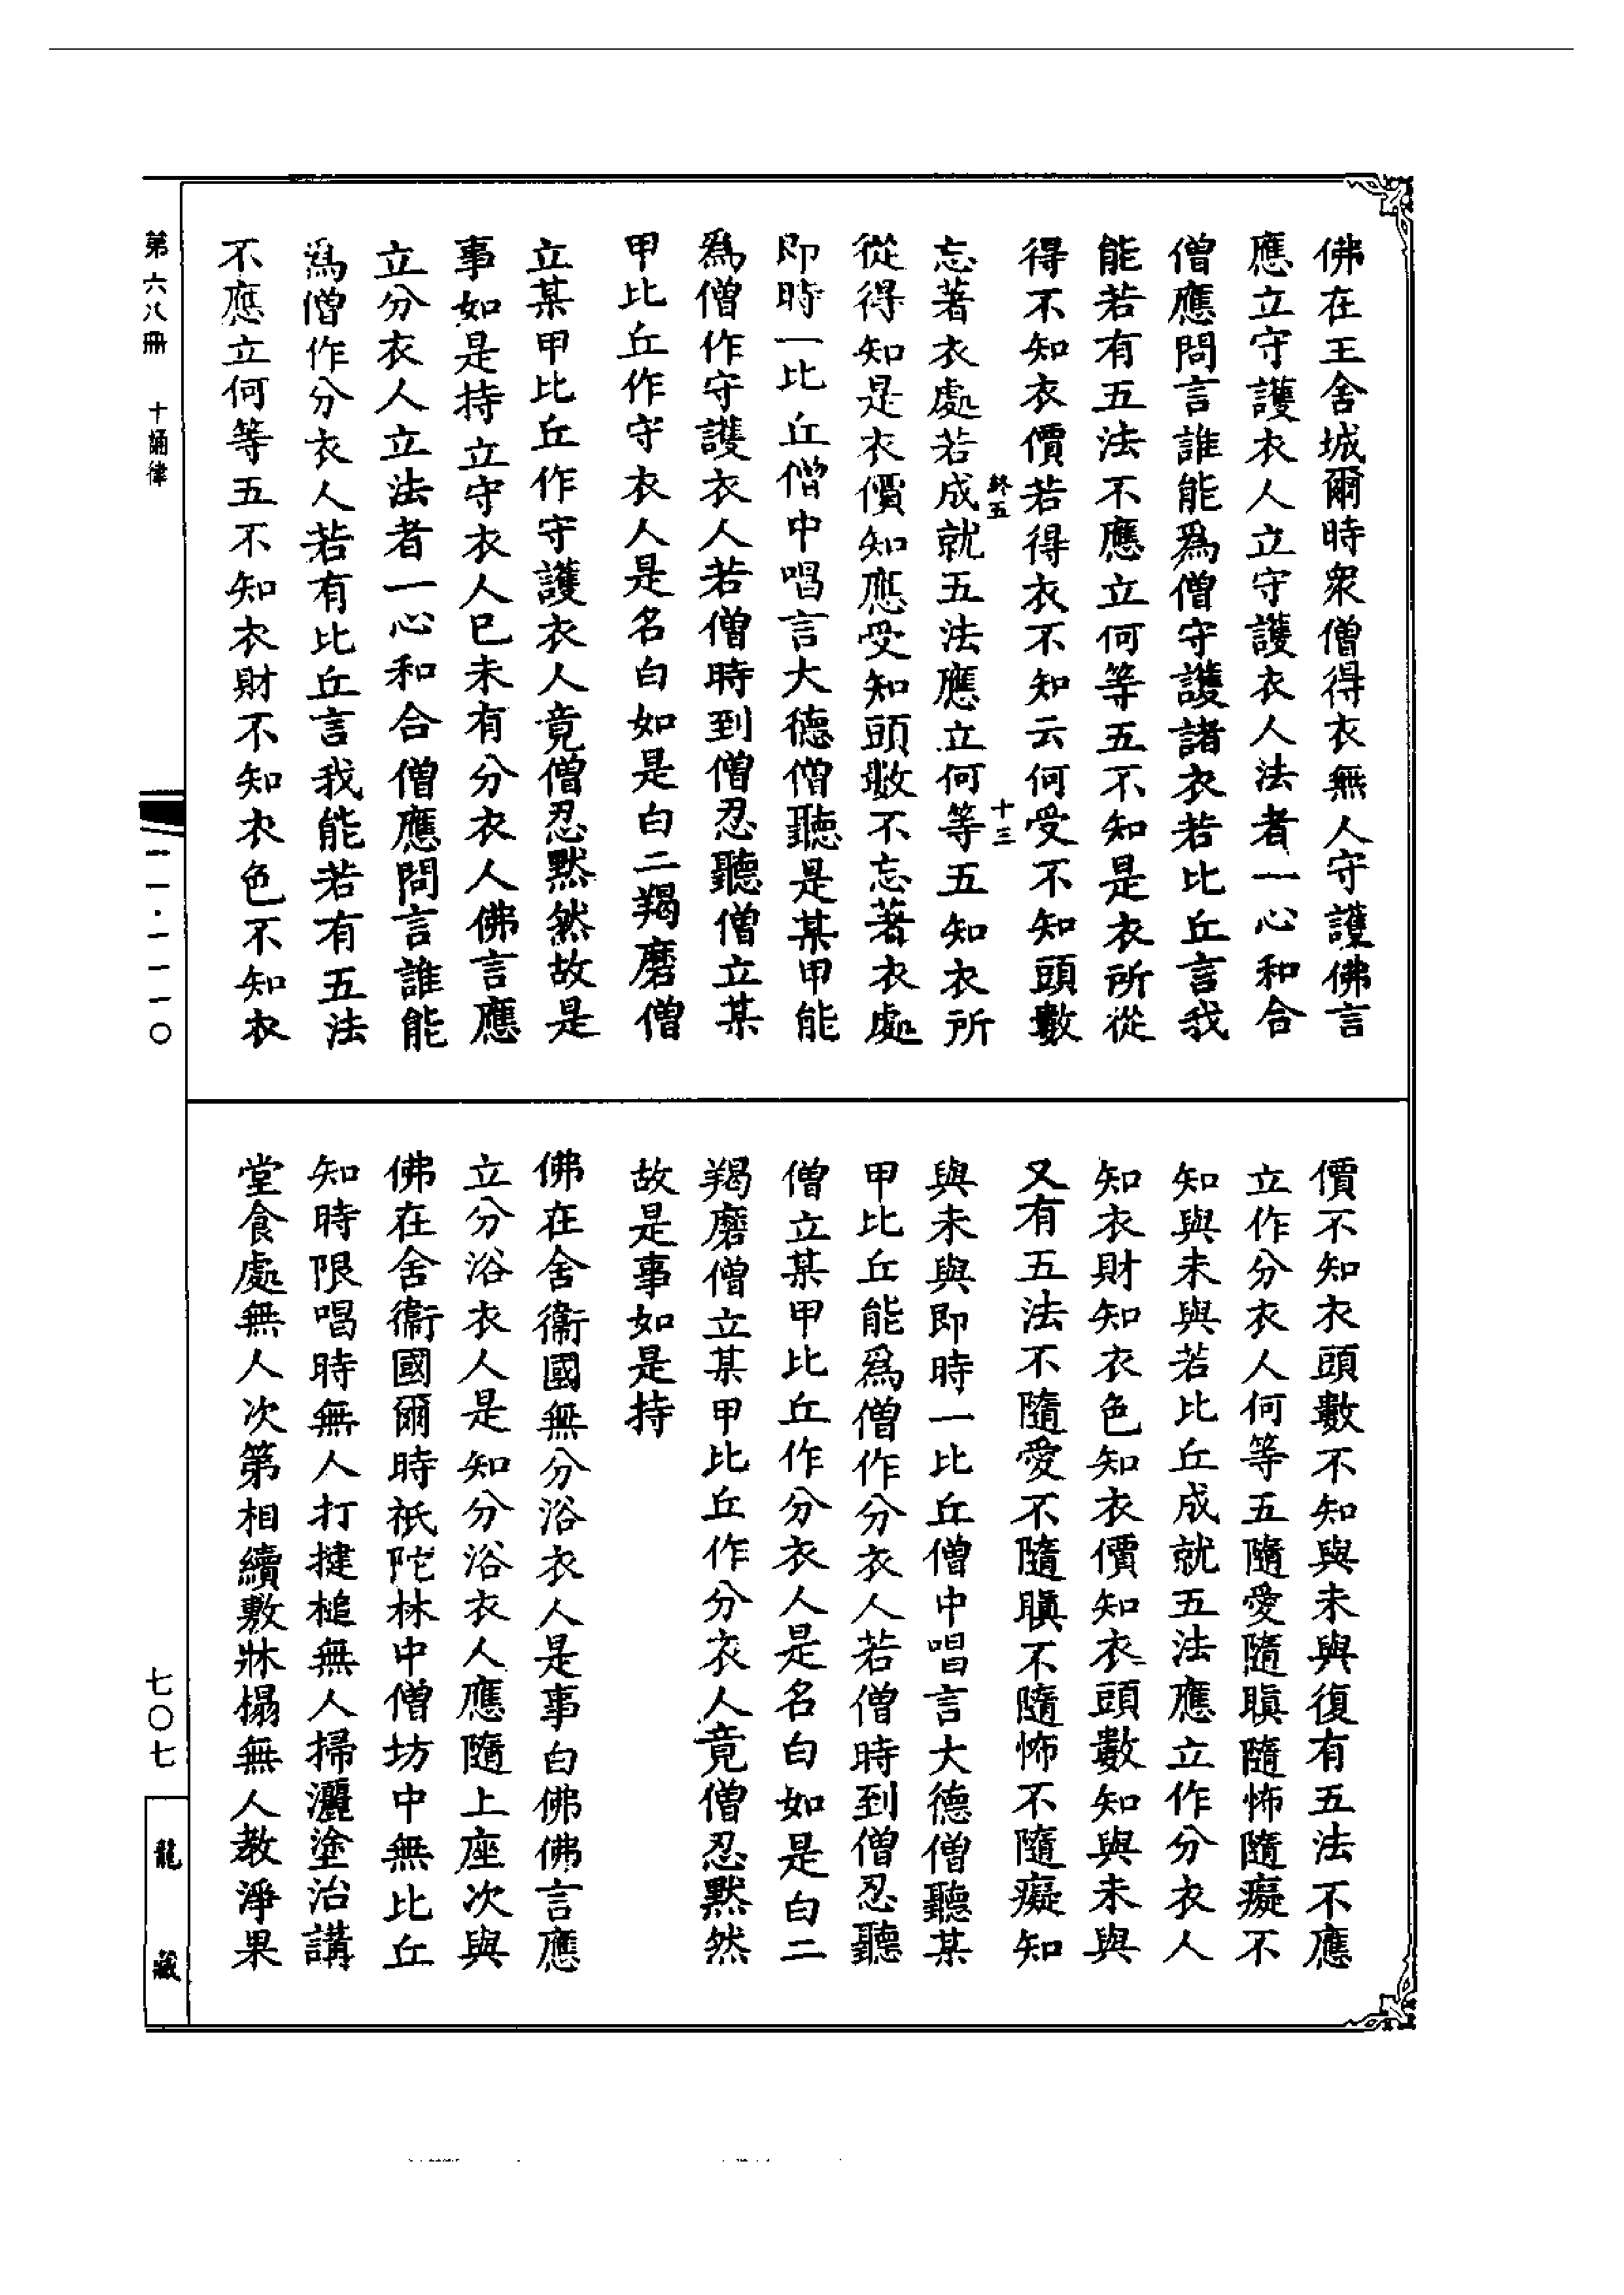 佛在王舍城爾時衆僧得衣無人守護佛言
應立守護衣人立守護衣人法者一心和合
僧應問言誰能爲僧守護諸衣若比丘言我
能若有五法不應立何等五不知是衣所從
得不知衣價若得衣不知云何受不知頭數
忘著衣處若成就五法應立何等五知衣所
終五
十三
從得知是衣價知應受知頭數不忘著衣處
即時一比丘僧中唱言大德僧聽是某甲能
爲僧作守護衣人若僧時到僧忍聽僧立某
甲比丘作守衣人是名白如是白二羯磨僧
立某甲比丘作守護衣人竟僧忍黙然故是
事如是持立守衣人已未有分衣人佛言應
立分衣人立法者一心和合僧應問言誰能
爲僧作分衣人若有比丘言我能若有五法
不應立何等五不知衣財不知衣色不知衣
價不知衣頭數不知與未與復有五法不應
立作分衣人何等五隨愛隨瞋隨怖隨癡不
知與未與若比丘成就五法應立作分衣人
知衣財知衣色知衣價知衣頭數知與未與
又有五法不隨愛不隨瞋不隨怖不隨癡知
與未與即時一比丘僧中唱言大德僧聽某
甲比丘能爲僧作分衣人若僧時到僧忍聽
僧立某甲比丘作分衣人是名白如是白二
羯磨僧立某甲比丘作分衣人竟僧忍黙然
故是事如是持
佛在舍衞國無分浴衣人是事白佛佛言應
立分浴衣人是知分浴衣人應隨上座次與
佛在舍衞國爾時祇陀林中僧坊中無比丘
知時限唱時無人打揵槌無人掃灑塗治講
堂食處無人次第相續敷牀榻無人教淨果
第六八冊 十誦律
一一·一一一〇
七〇七
龍藏